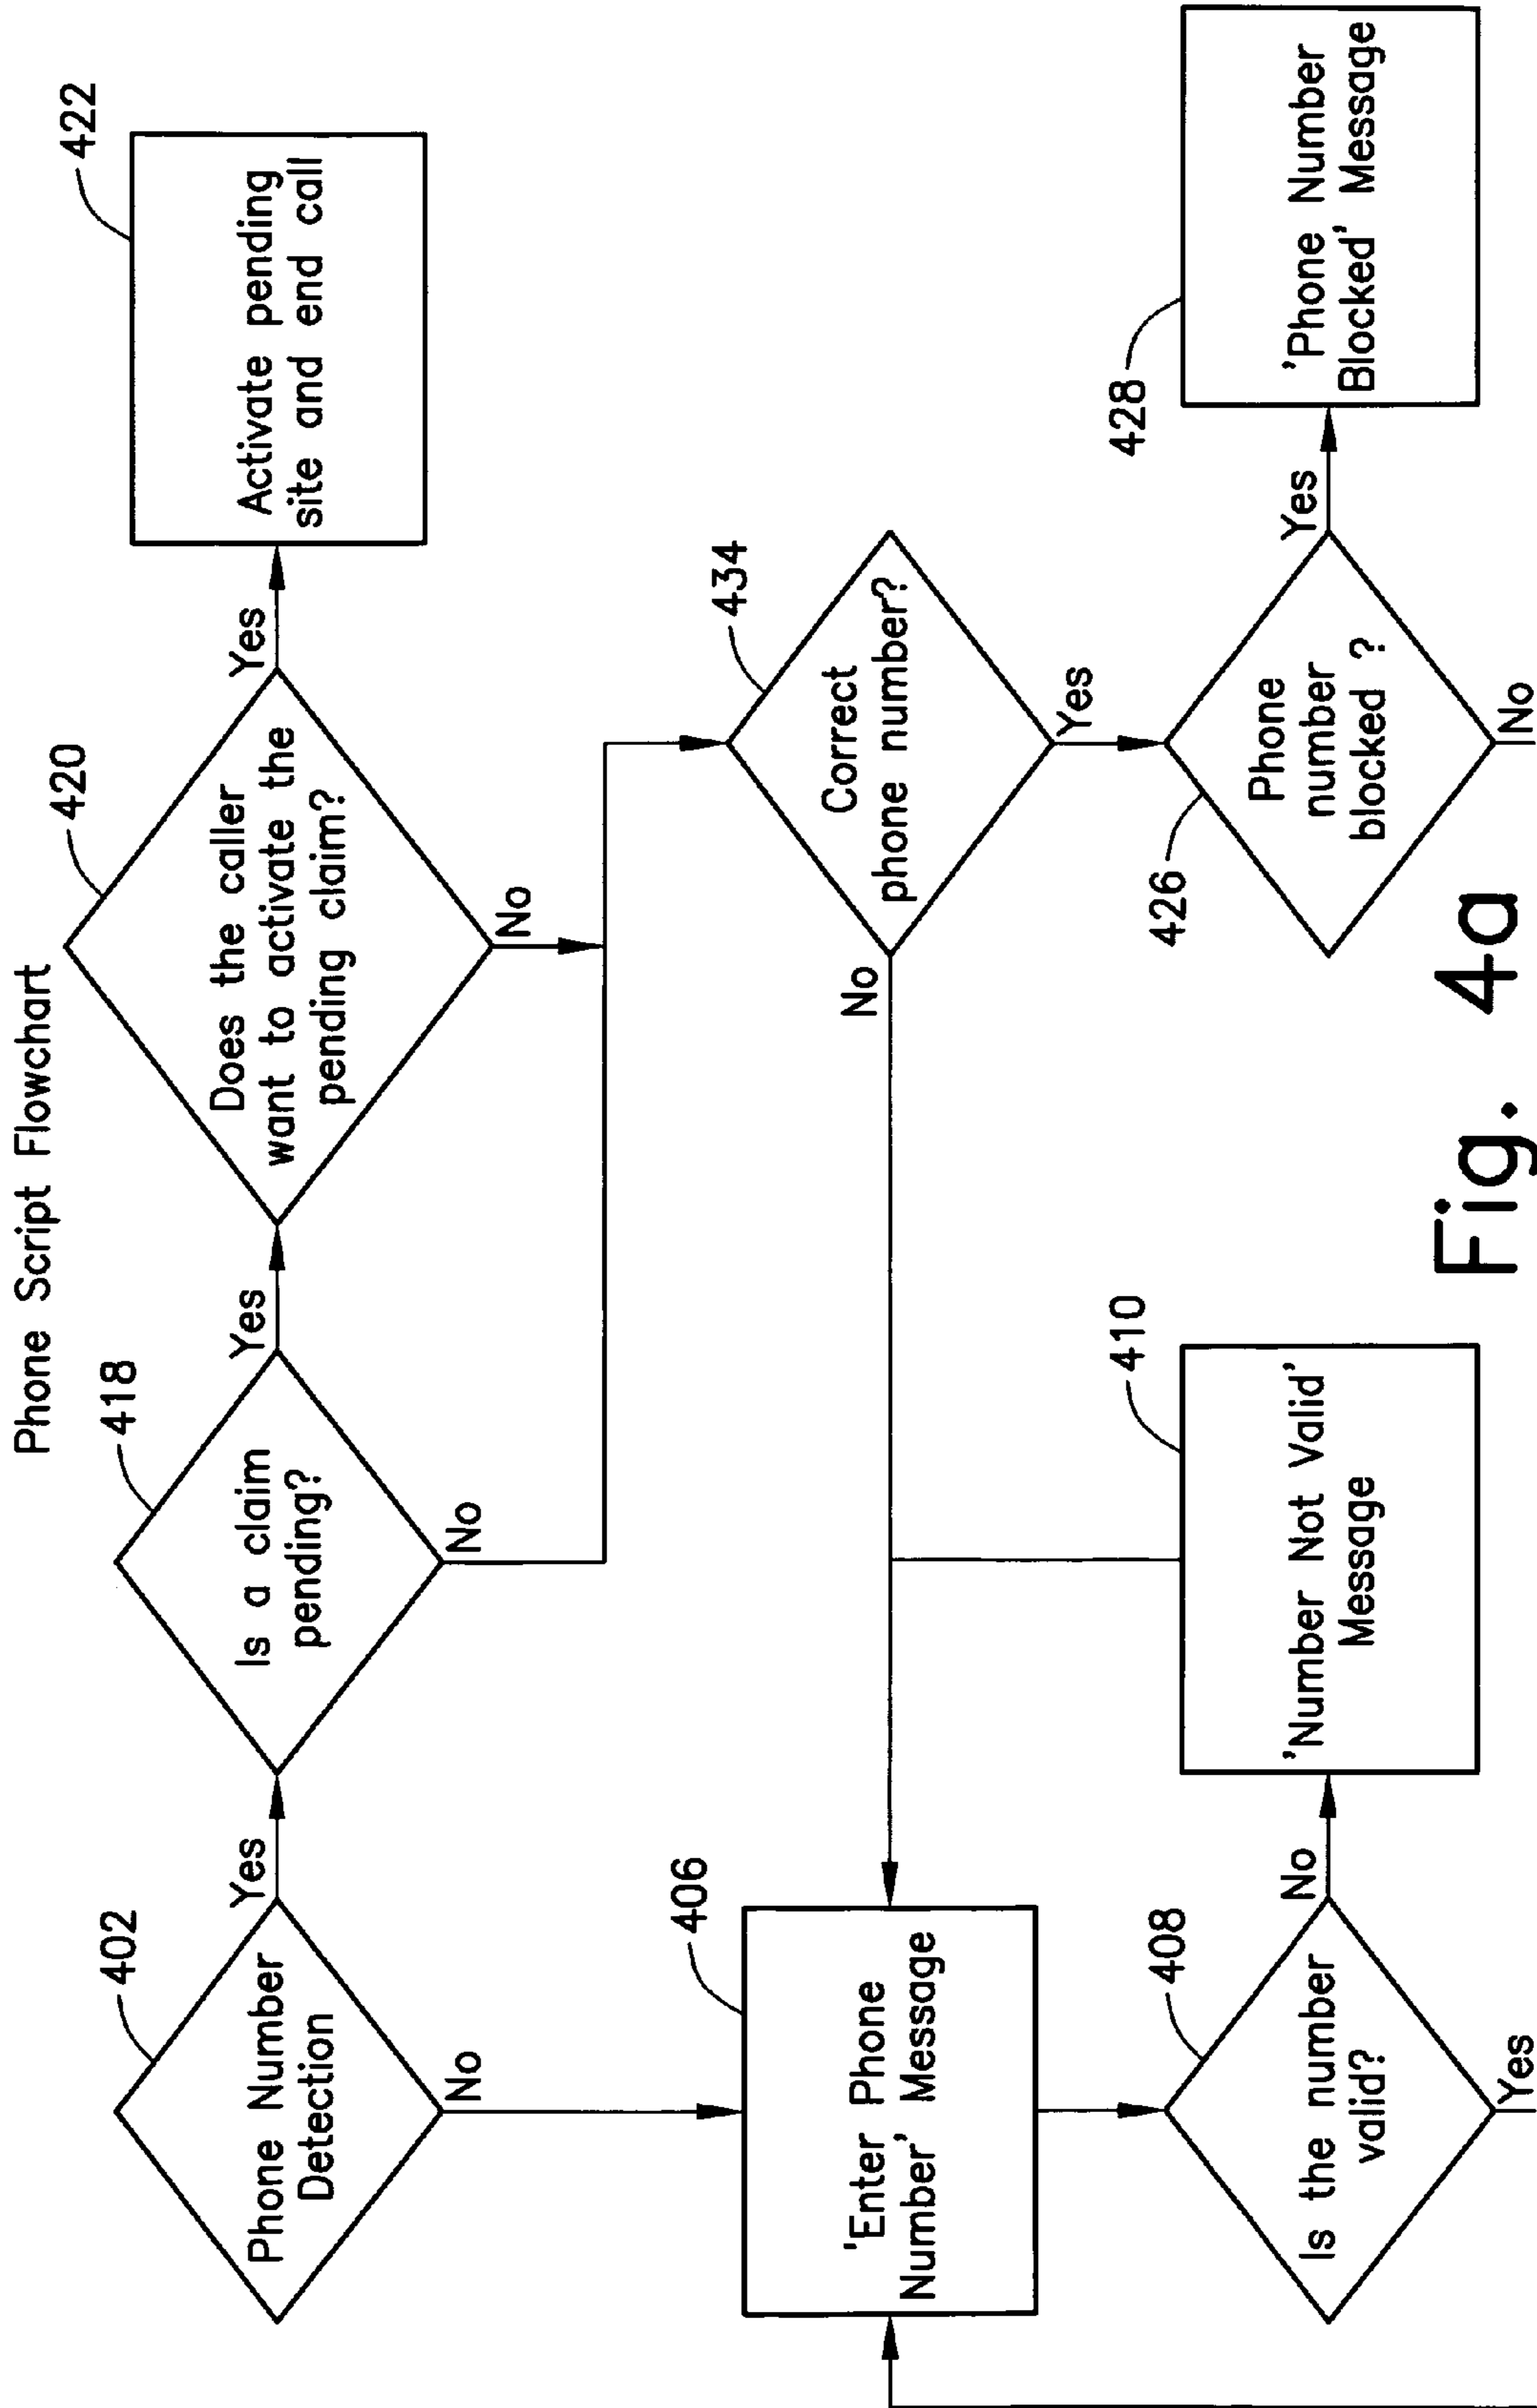 Phone Script Flowchart
402
Phone Number
Detection
Yes
No
418
Is a claim
pending?
Yes
No
420
Does the caller
want to activate the
pending claim?
Yes
No
422
Activate pending
site and end call
406
'Enter Phone
Number' Message
434
Correct
phone number?
No
Yes
408
Is the number
valid?
No
Yes
410
'Number Not Valid'
Message
426
Phone
number
blocked ?
Yes
No
428
'Phone Number
Blocked' Message
Fig. 4a